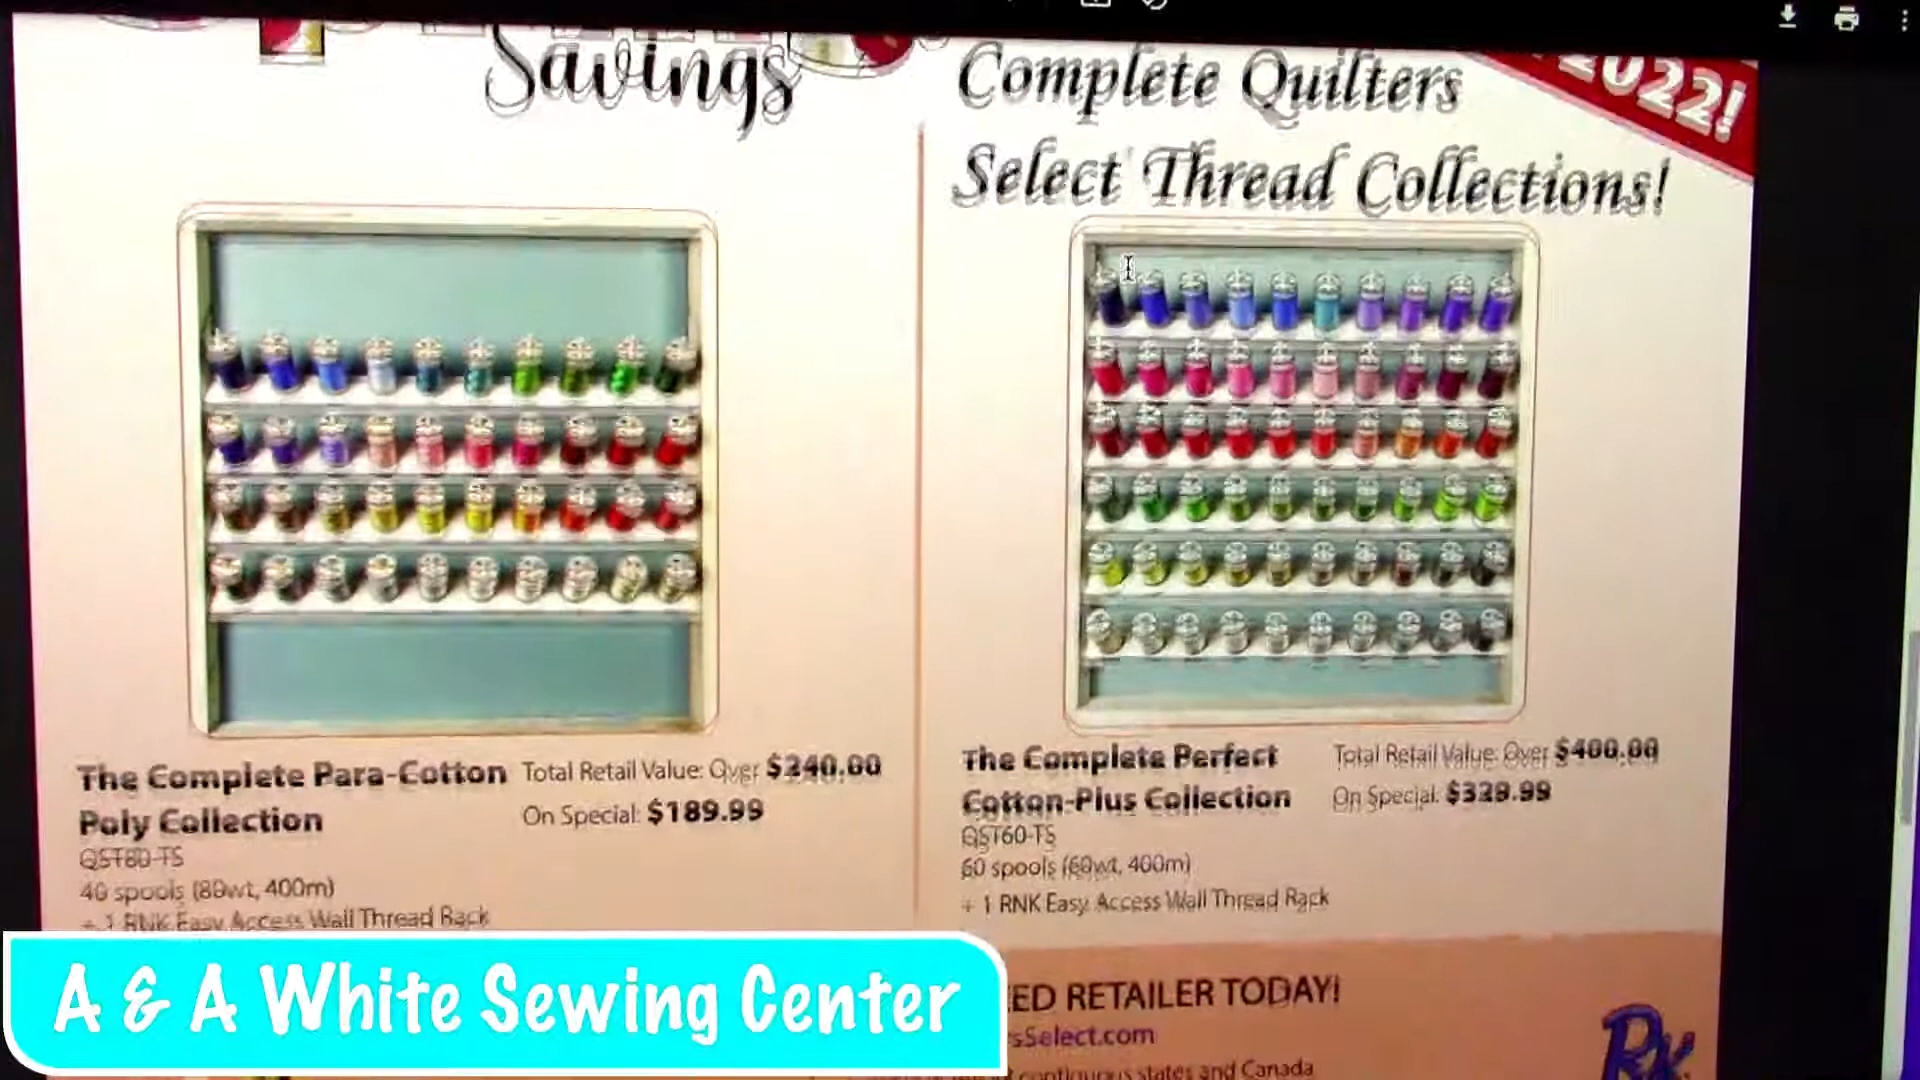 Savings
Complete Quilters
Select Thread Collections!
2022!
The Complete Para-Cotton
Poly Collection
Total Retail Value: Over $240.00
On Special: $189.99
QST80-TS
40 spools (80wt, 400m)
+ 1 RNK Easy Access Wall Thread Rack
The Complete Perfect
Cotton-Plus Collection
Total Retail Value: Over $400.00
On Special: $329.99
QST60-TS
60 spools (60wt, 400m)
+ 1 RNK Easy Access Wall Thread Rack
A & A White Sewing Center
ED RETAILER TODAY!
sSelect.com
contiguous states and Canada